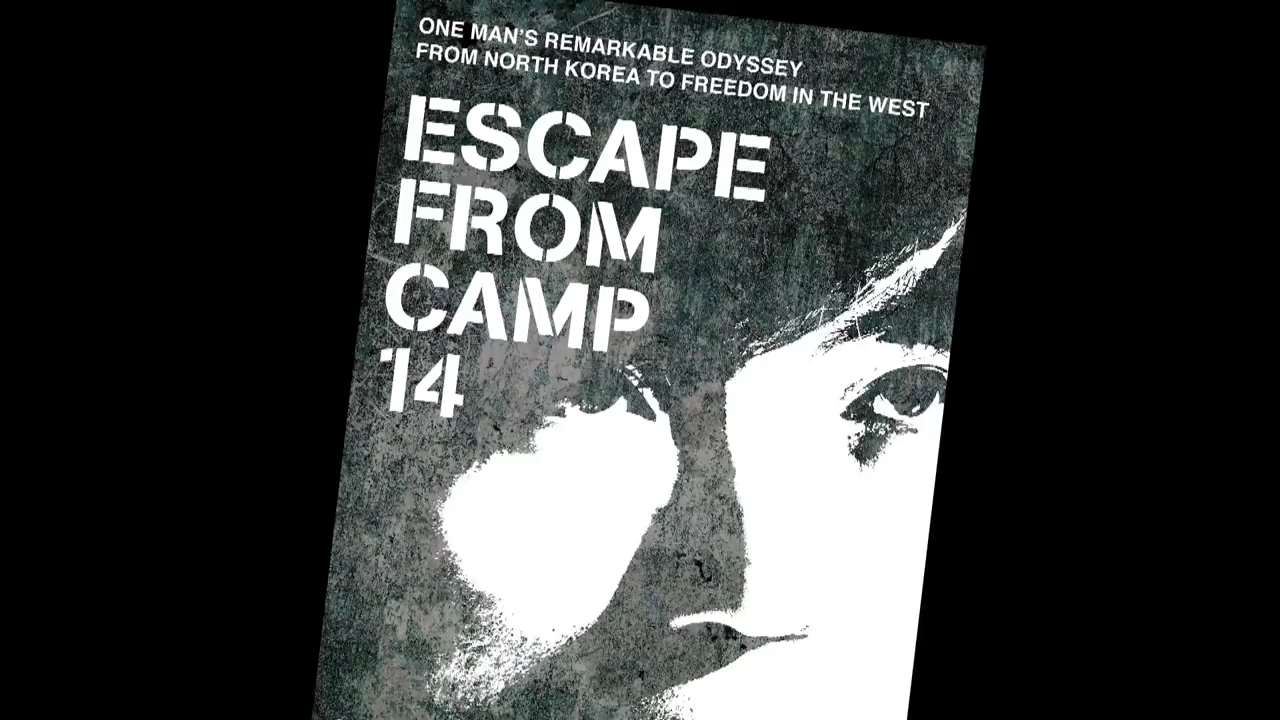 ONE MAN'S REMARKABLE ODYSSEY
FROM NORTH KOREA TO FREEDOM IN THE WEST
ESCAPE
FROM
CAMP
14